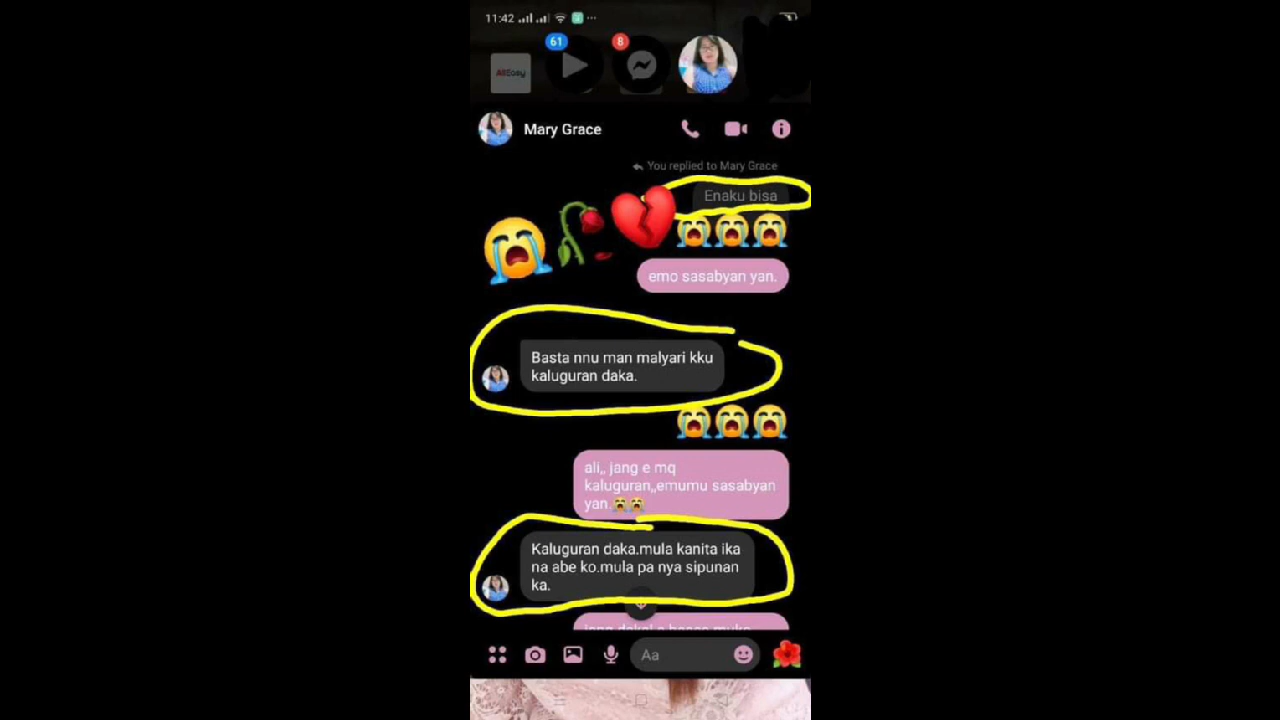 11:42
61
8
AllEasy
Mary Grace
You replied to Mary Grace
Enaku bisa
emo sasabyan yan.
Basta nnu man malyari kku
kaluguran daka.
ali,, jang e mq
kaluguran,,emumu sasabyan
yan.
Kaluguran daka.mula kanita ika
na abe ko.mula pa nya sipunan
ka.
Aa